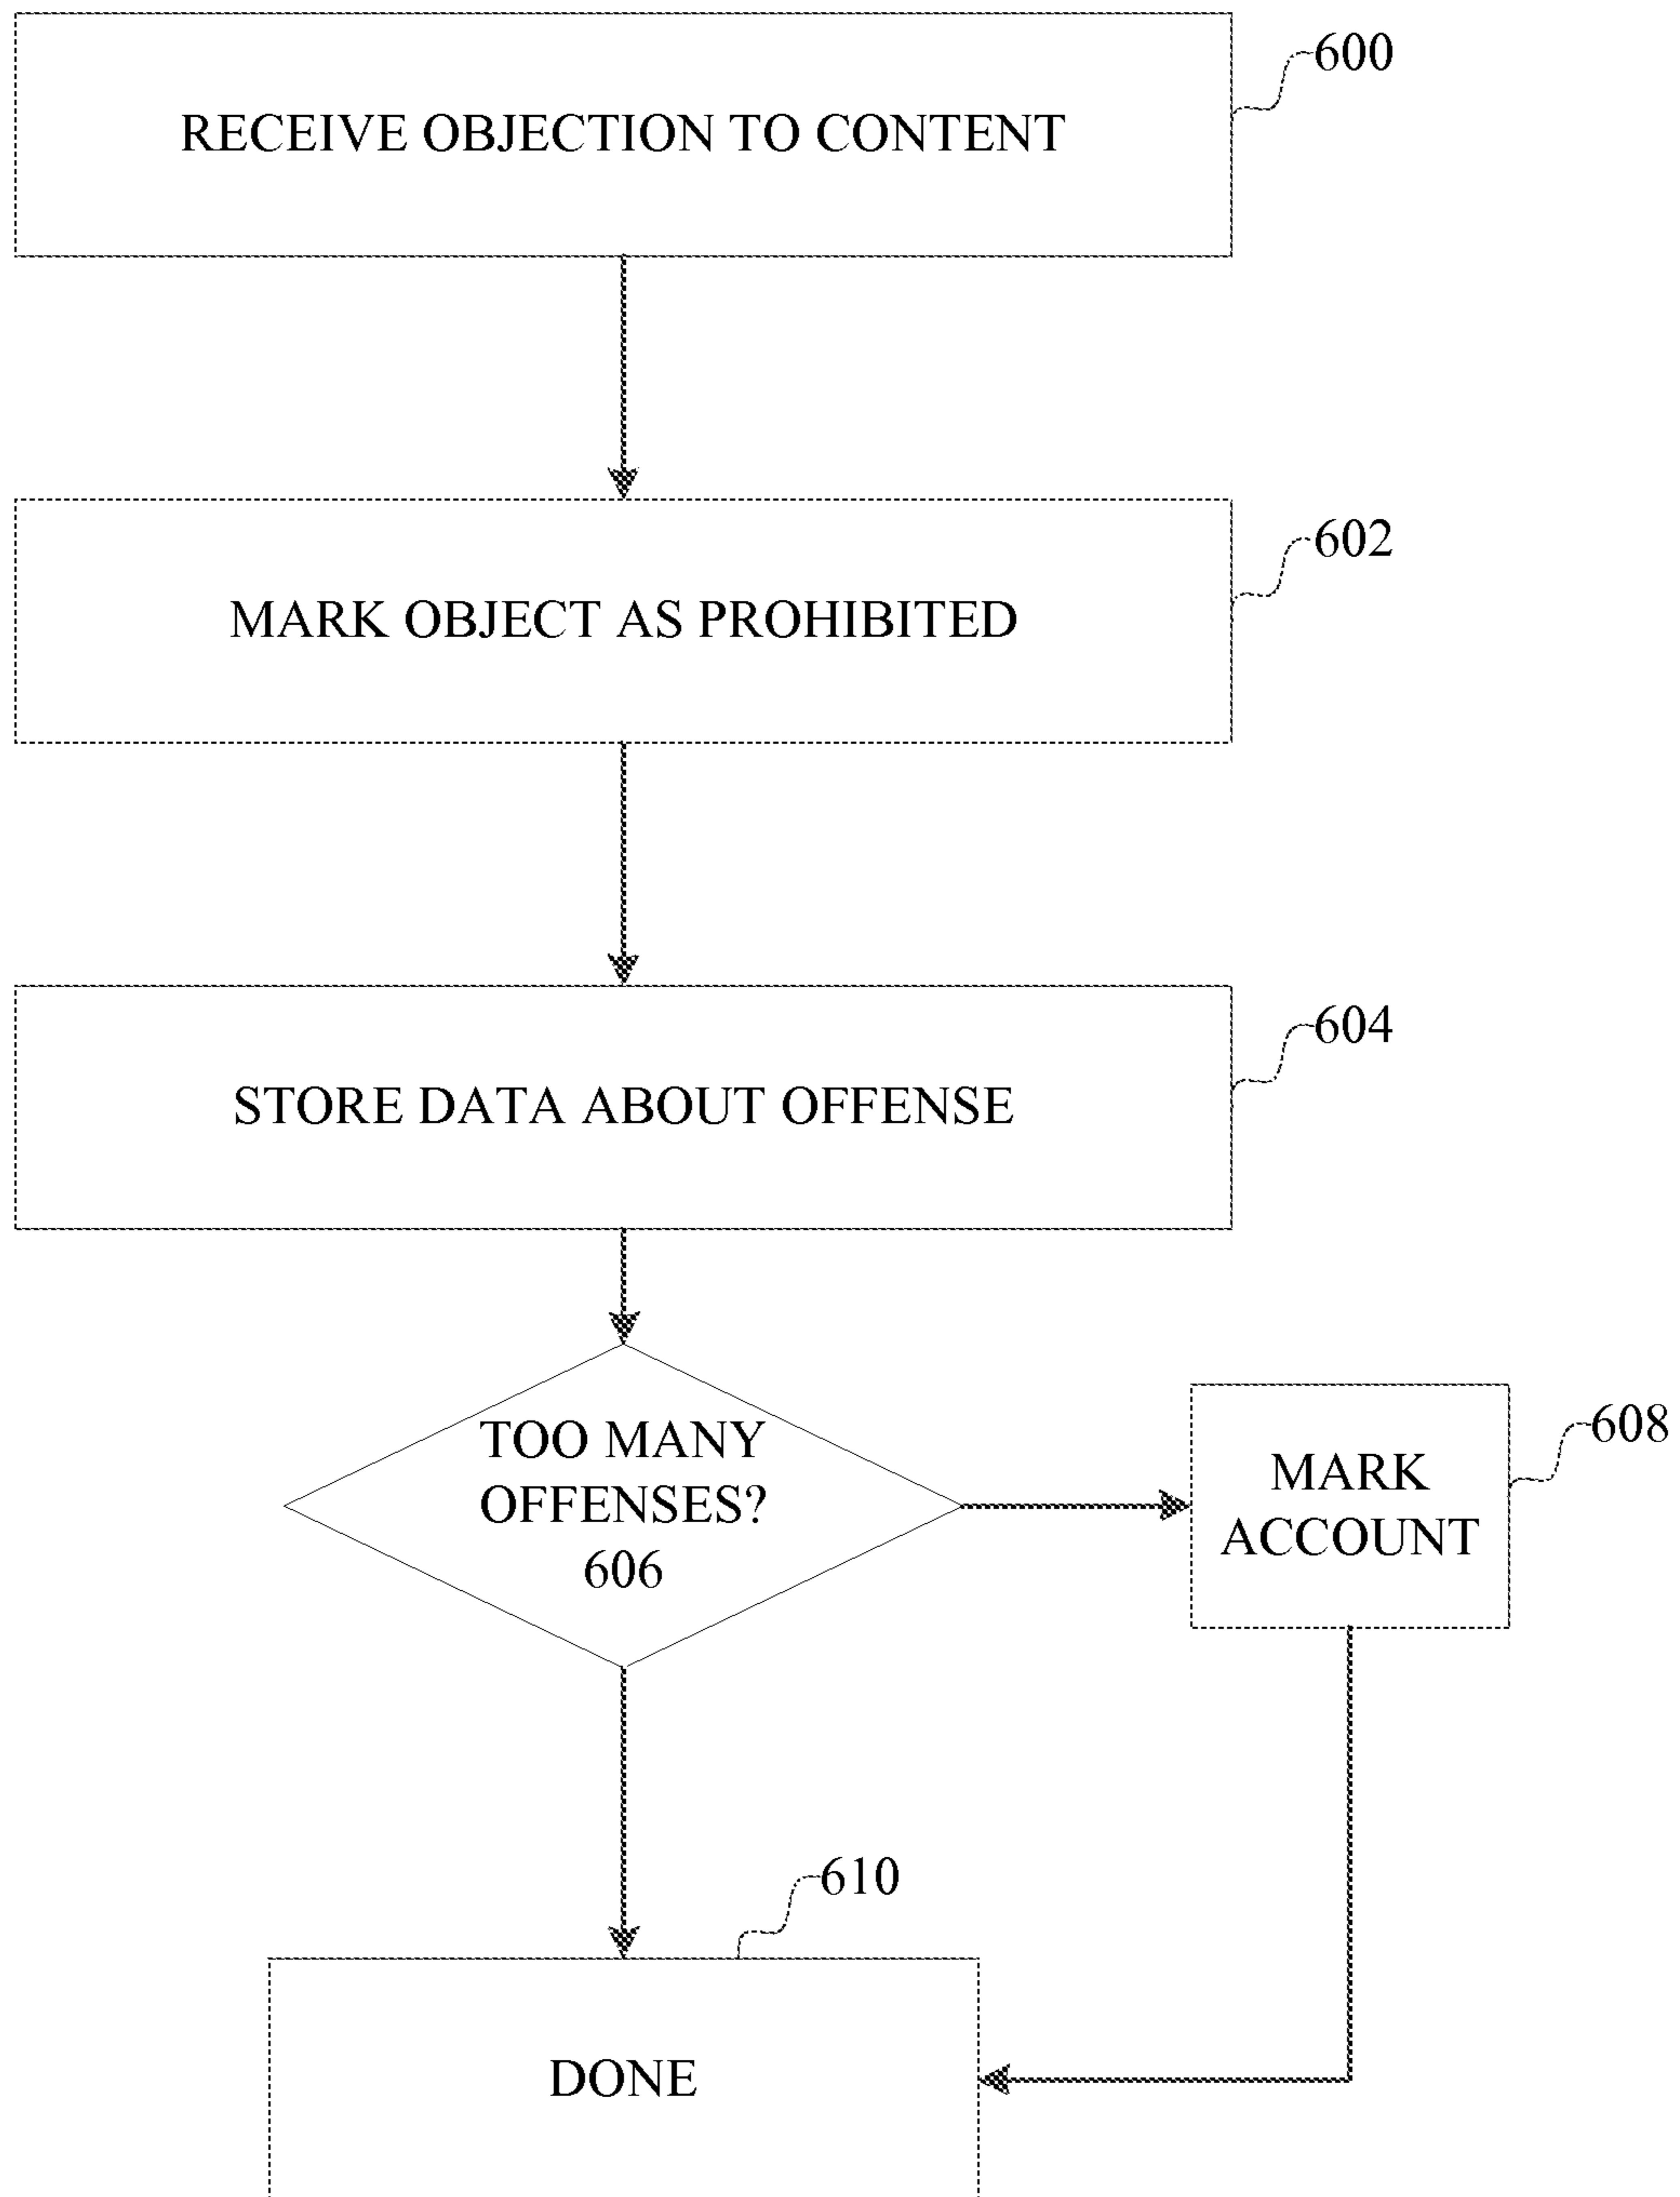 600
RECEIVE OBJECTION TO CONTENT
602
MARK OBJECT AS PROHIBITED
604
STORE DATA ABOUT OFFENSE
TOO MANY
OFFENSES?
606
608
MARK
ACCOUNT
610
DONE